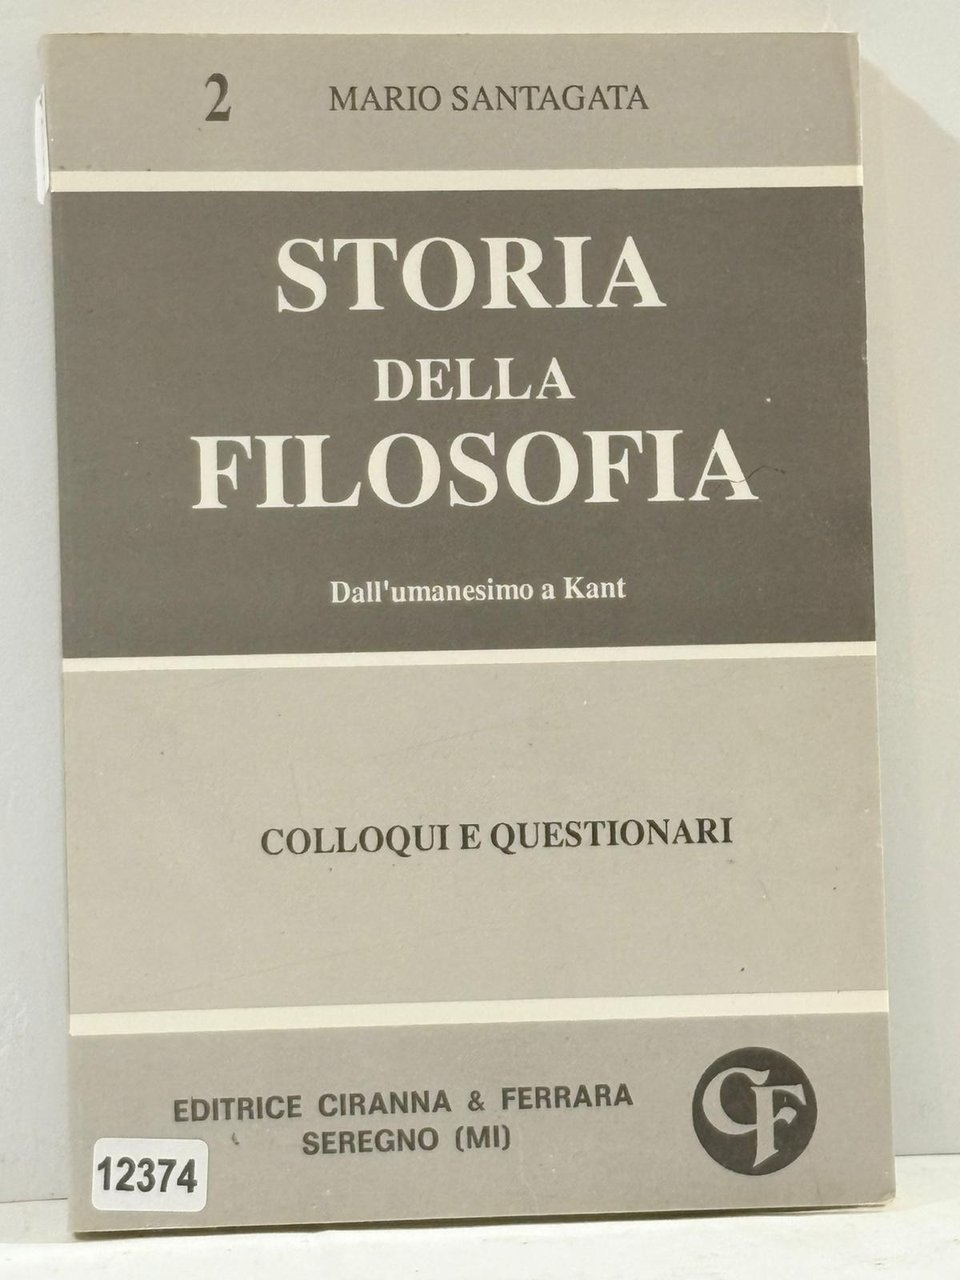 2 MARIO SANTAGATA
STORIA
DELLA
FILOSOFIA
Dall'umanesimo a Kant
COLLOQUI E QUESTIONARI
EDITRICE CIRANNA & FERRARA
SEREGNO (MI)
CF
12374